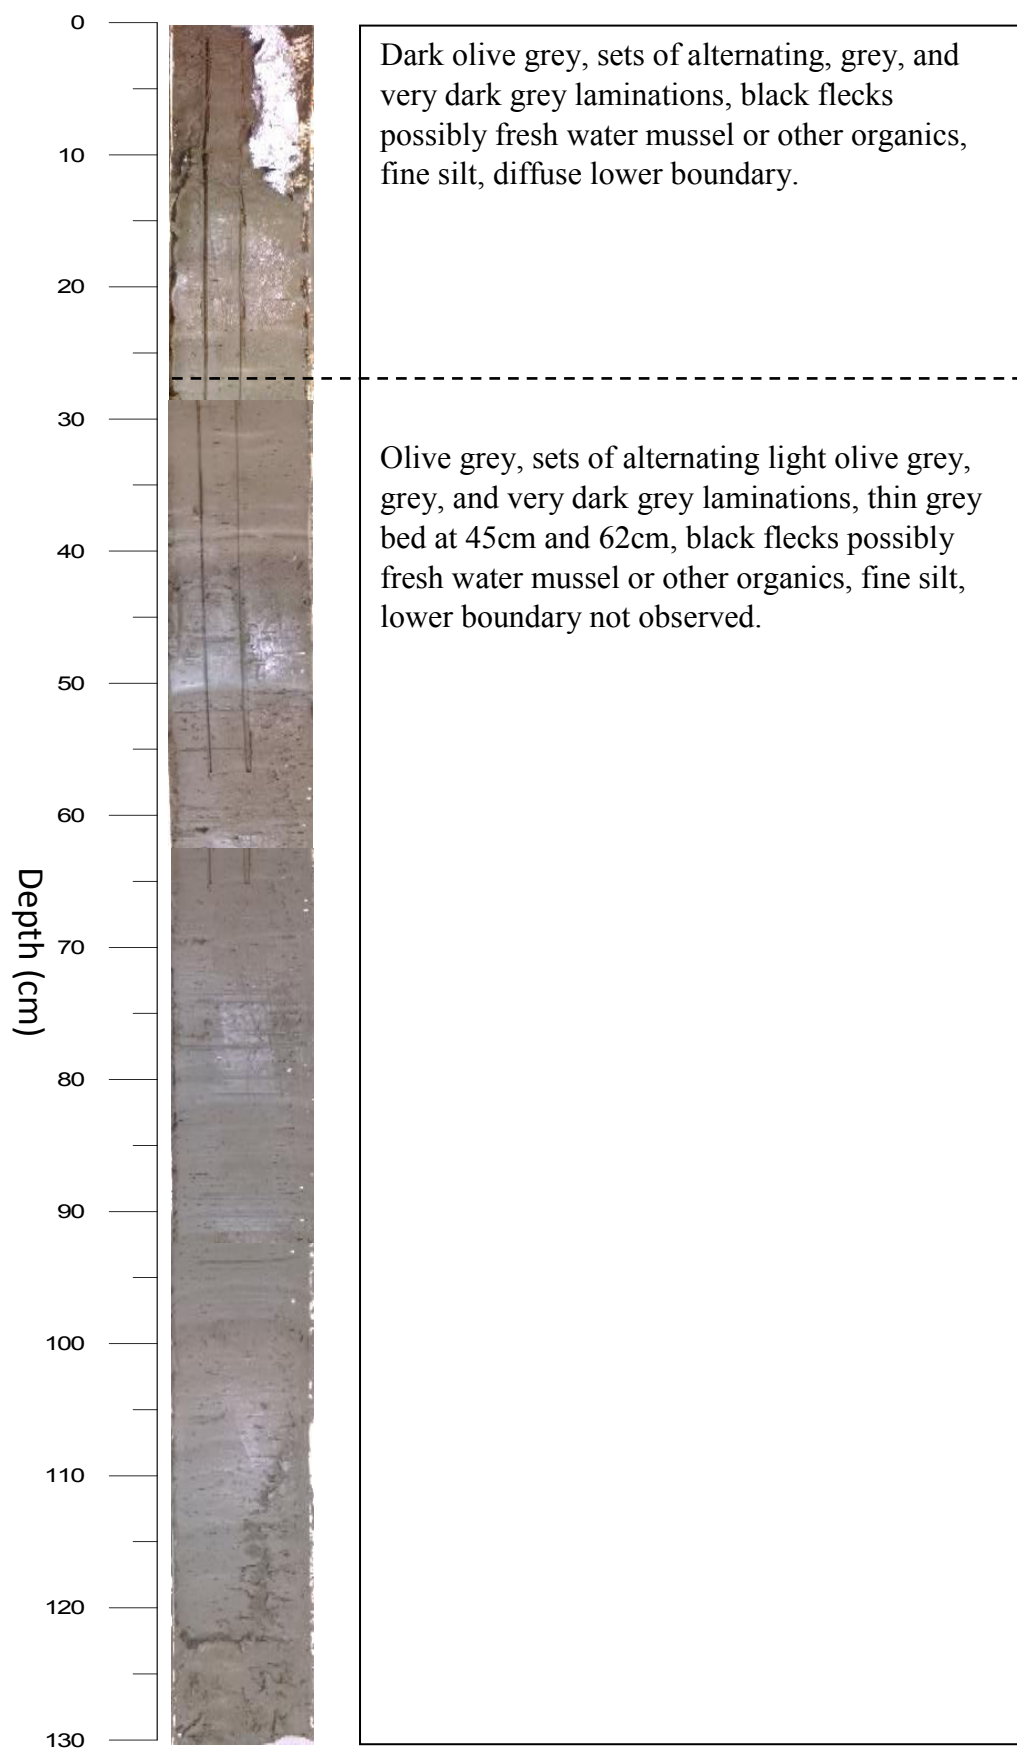 0
10
20
30
40
50
60
70
80
90
100
110
120
130
Depth (cm)
Dark olive grey, sets of alternating, grey, and
very dark grey laminations, black flecks
possibly fresh water mussel or other organics,
fine silt, diffuse lower boundary.
Olive grey, sets of alternating light olive grey,
grey, and very dark grey laminations, thin grey
bed at 45cm and 62cm, black flecks possibly
fresh water mussel or other organics, fine silt,
lower boundary not observed.